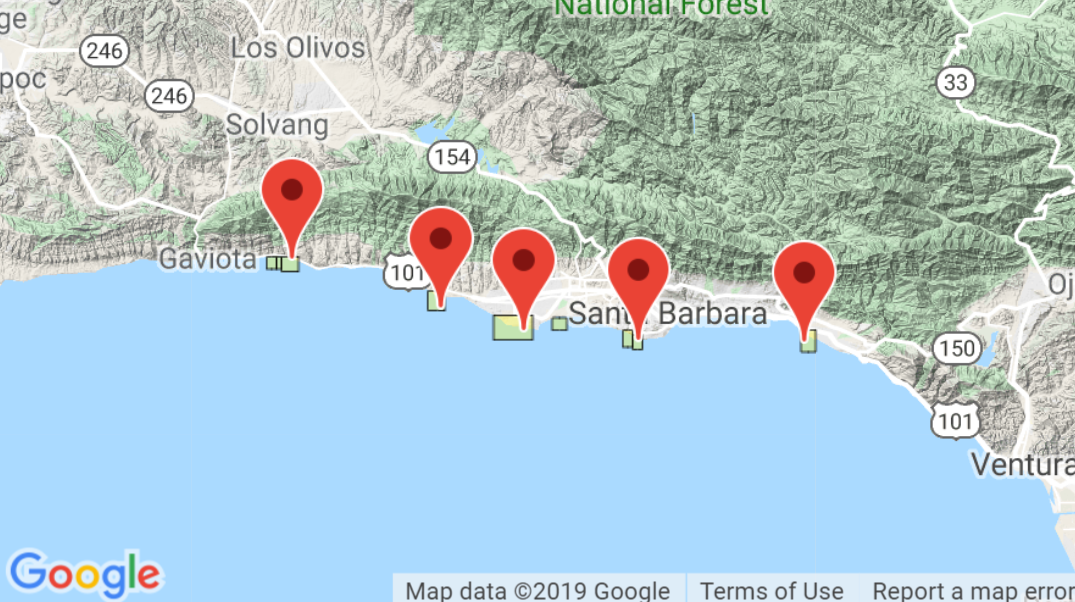 National Forest
ge
246
Los Olivos
poc
246
33
Solvang
154
Gaviota
101
Oj
Santa Barbara
150
101
Ventura
Google
Map data ©2019 Google
Terms of Use
Report a map error